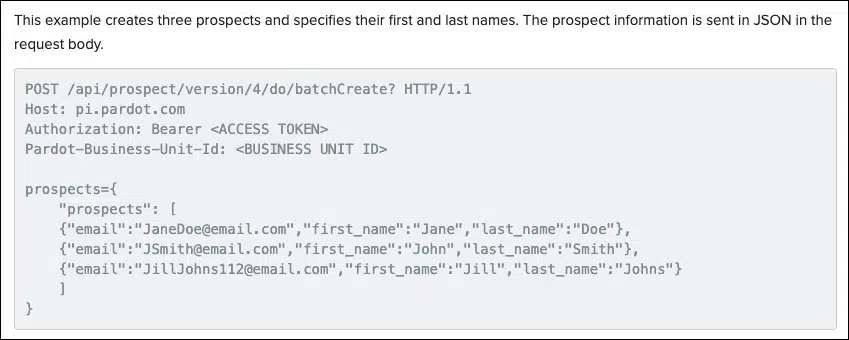 This example creates three prospects and specifies their first and last names. The prospect information is sent in JSON in the
request body.
POST /api/prospect/version/4/do/batchCreate? HTTP/1.1
Host: pi.pardot.com
Authorization: Bearer <ACCESS TOKEN>
Pardot-Business-Unit-Id: <BUSINESS UNIT ID>
prospects={
    "prospects": [
    {"email":"JaneDoe@email.com","first_name":"Jane","last_name":"Doe"},
    {"email":"JSmith@email.com","first_name":"John","last_name":"Smith"},
    {"email":"JillJohns112@email.com","first_name":"Jill","last_name":"Johns"}
    ]
}